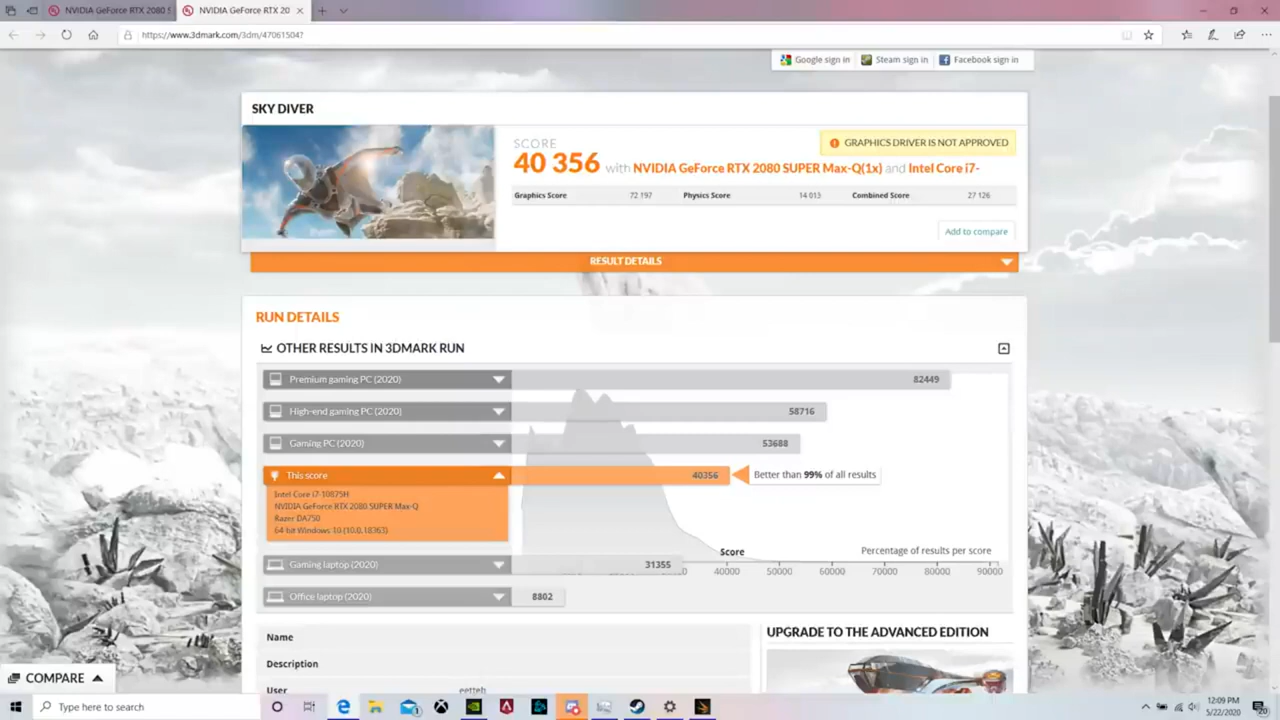 NVIDIA GeForce RTX 2080 S
NVIDIA GeForce RTX 20
https://www.3dmark.com/3dm/47061504?
Google sign in
Steam sign in
Facebook sign in
SKY DIVER
SCORE
GRAPHICS DRIVER IS NOT APPROVED
40 356 with NVIDIA GeForce RTX 2080 SUPER Max-Q(1x) and Intel Core i7-
Graphics Score 72 197 Physics Score 14 013 Combined Score 27 126
Add to compare
RESULT DETAILS
RUN DETAILS
OTHER RESULTS IN 3DMARK RUN
Premium gaming PC (2020) 82449
High-end gaming PC (2020) 58716
Gaming PC (2020) 53688
This score 40356 Better than 99% of all results
Intel Core i7-10875H
NVIDIA GeForce RTX 2080 SUPER Max-Q
Razer DA750
64 bit Windows 10 (10.0.18363)
Score Percentage of results per score
Gaming laptop (2020) 31355
40000 50000 60000 70000 80000 90000
Office laptop (2020) 8802
Name
UPGRADE TO THE ADVANCED EDITION
Description
User eetteh
COMPARE
Type here to search
12:09 PM
5/22/2020
20